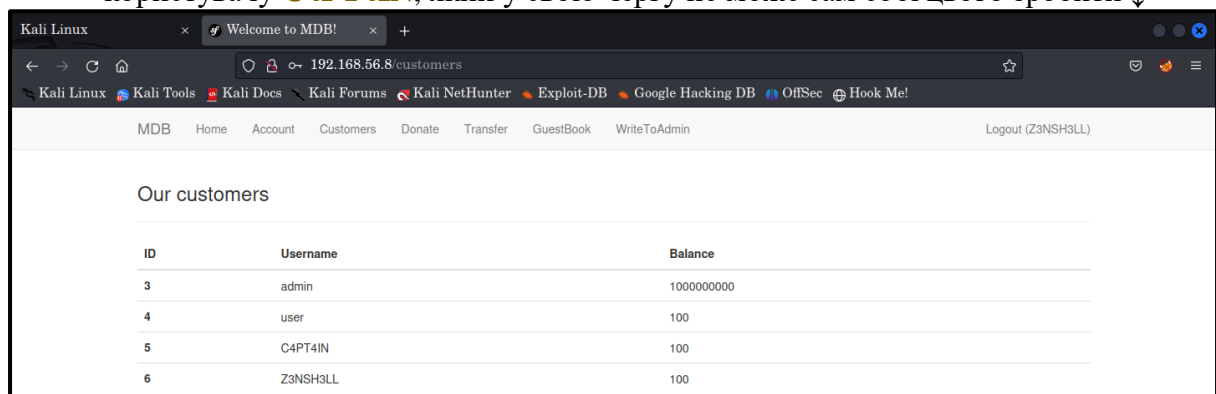 Kali Linux × Welcome to MDB! × +
192.168.56.8/customers
Kali Linux Kali Tools Kali Docs Kali Forums Kali NetHunter Exploit-DB Google Hacking DB OffSec Hook Me!
MDB Home Account Customers Donate Transfer GuestBook WriteToAdmin Logout (Z3NSH3LL)
Our customers
ID Username Balance
3 admin 1000000000
4 user 100
5 C4PT4IN 100
6 Z3NSH3LL 100